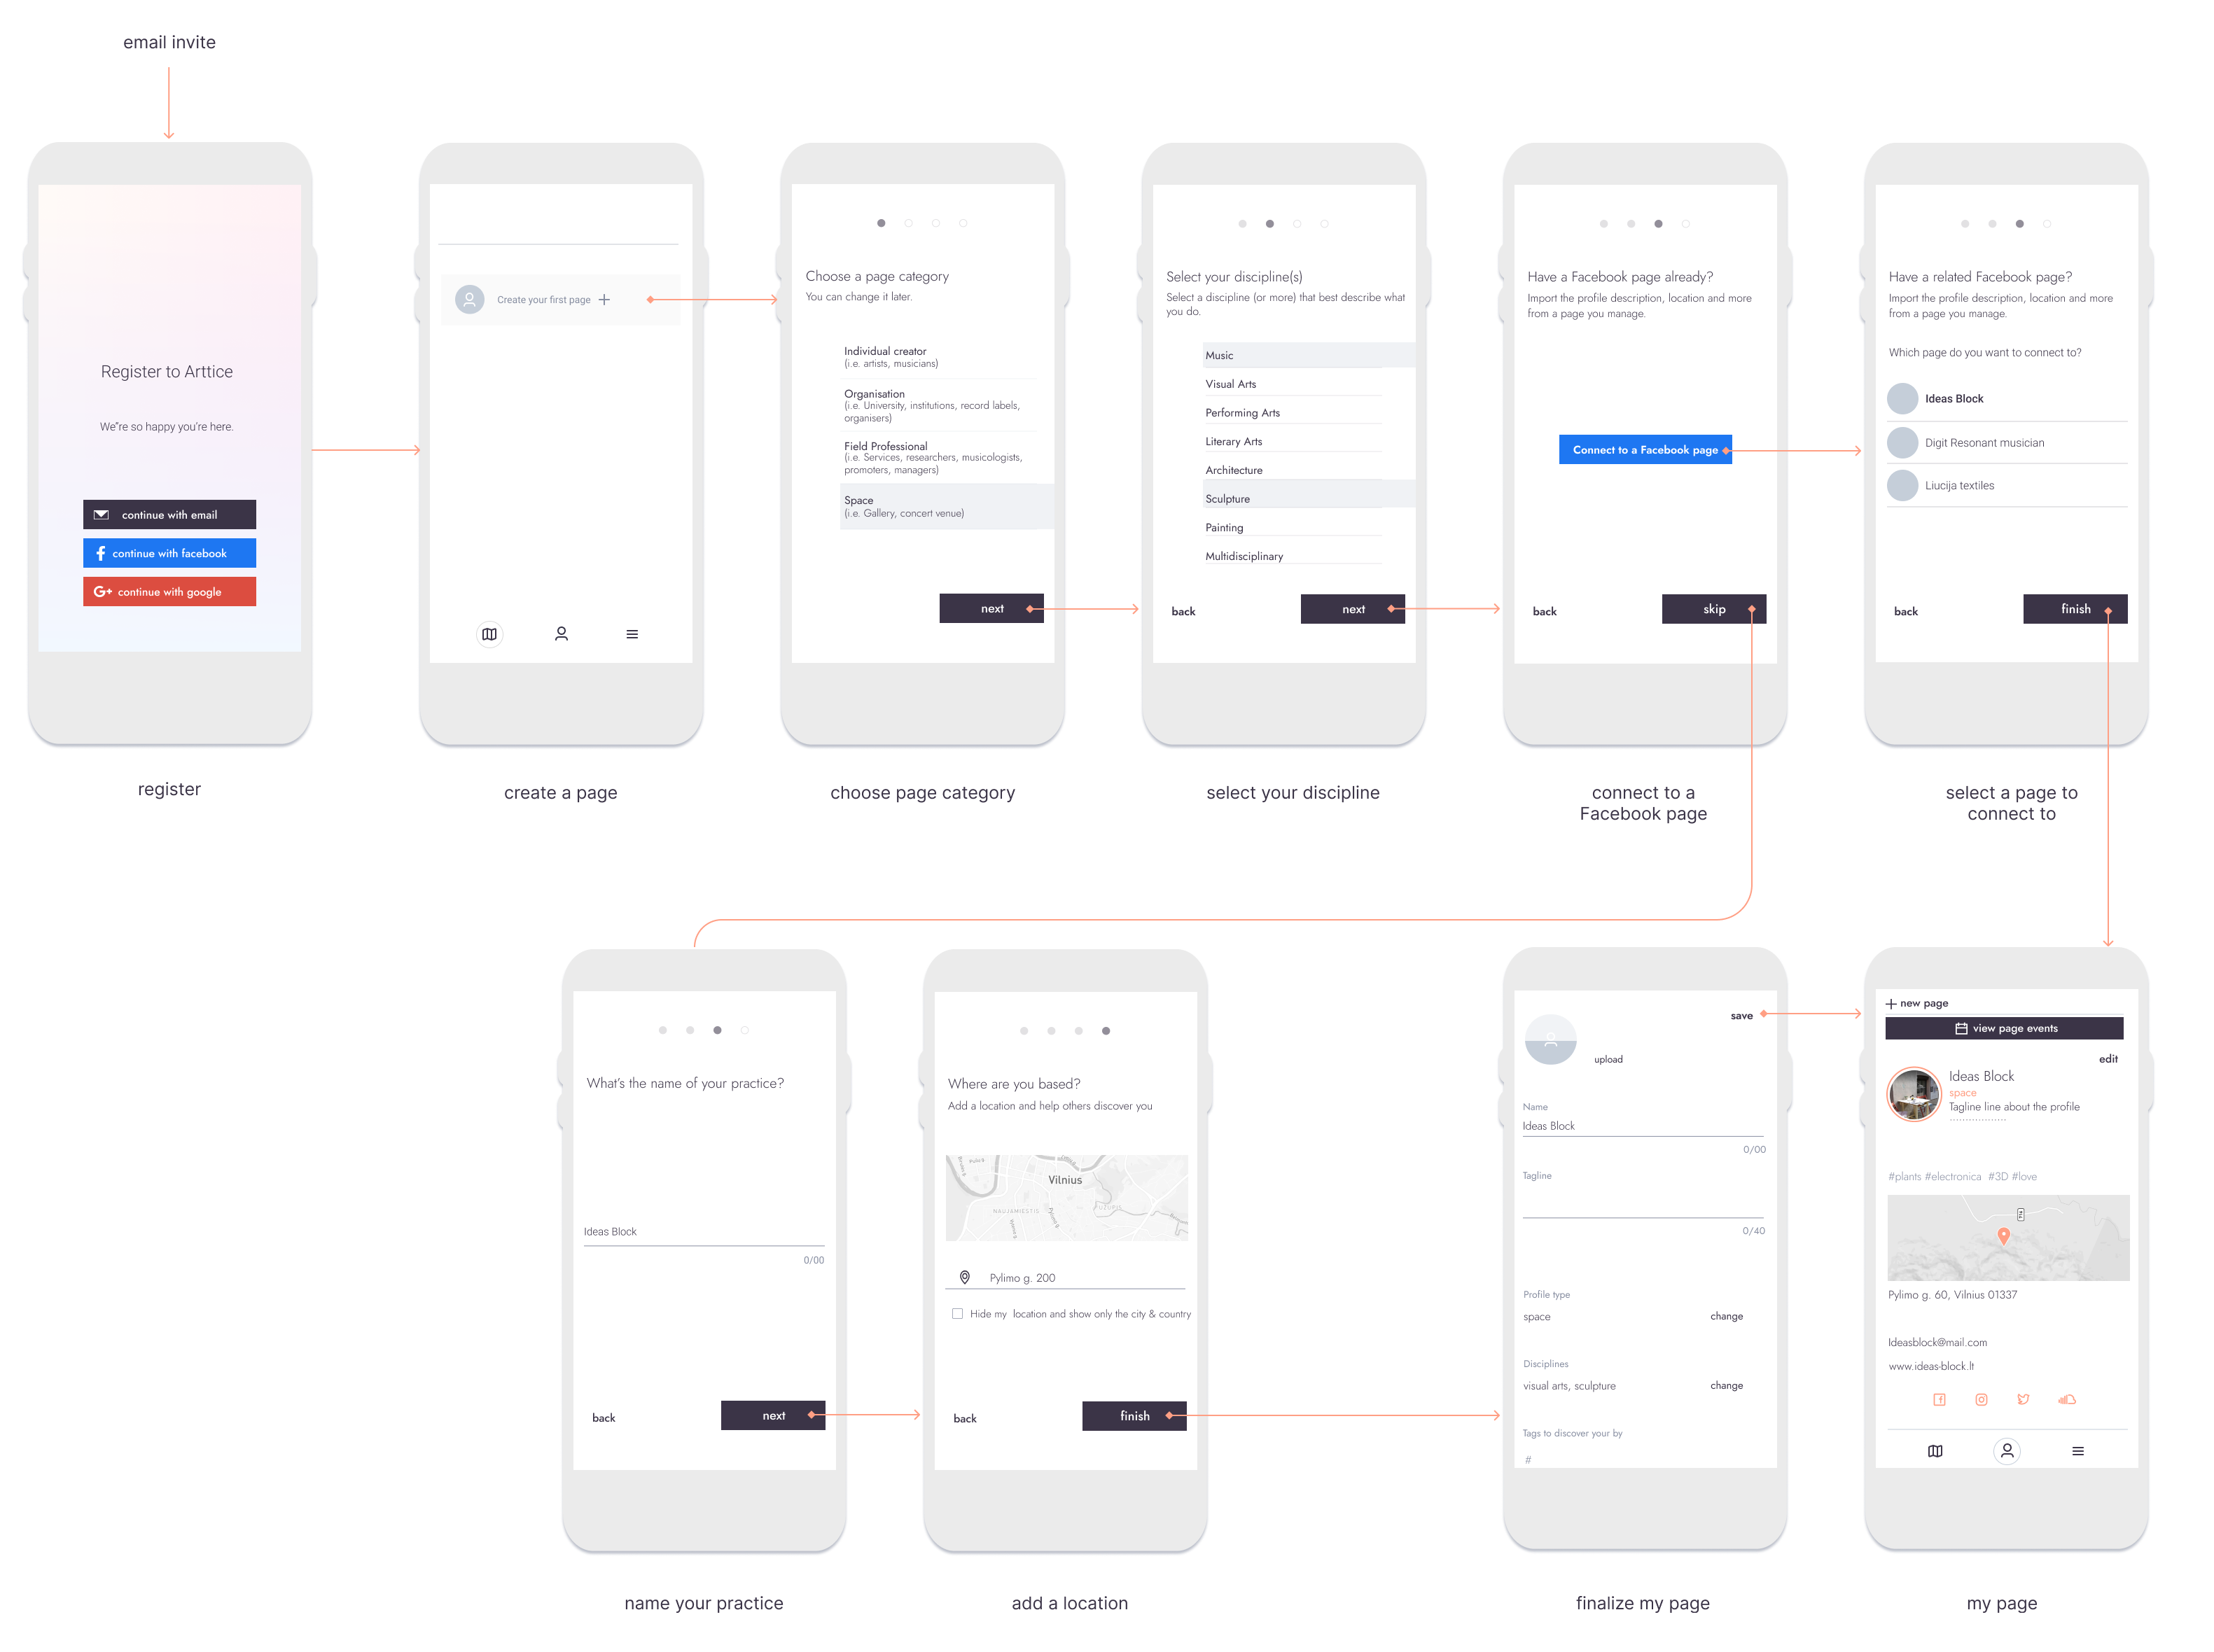 email invite
Register to Arttice
We"re so happy you're here.
continue with email
continue with facebook
G+ continue with google
register
Create your first page
create a page
Choose a page category
You can change it later.
Individual creator
(i.e. artists, musicians)
Organisation
(i.e. University, institutions, record labels,
organisers)
Field Professional
(i.e. Services, researchers, musicologists,
promoters, managers)
Space
(i.e. Gallery, concert venue)
next
choose page category
Select your discipline(s)
Select a discipline (or more) that best describe what
you do.
Music
Visual Arts
Performing Arts
Literary Arts
Architecture
Sculpture
Painting
Multidisciplinary
back
next
select your discipline
Have a Facebook page already?
Import the profile description, location and more
from a page you manage.
Connect to a Facebook page
back
skip
connect to a
Facebook page
Have a related Facebook page?
Import the profile description, location and more
from a page you manage.
Which page do you want to connect to?
Ideas Block
Digit Resonant musician
Liucija textiles
back
finish
select a page to
connect to
What's the name of your practice?
Ideas Block
0/00
back
next
name your practice
Where are you based?
Add a location and help others discover you
Vilnius
NAUJAMIESTIS
UŽUPIS
Pylimo g. 200
Hide my location and show only the city & country
back
finish
add a location
save
upload
Name
Ideas Block
0/00
Tagline
0/40
Profile type
space
change
Disciplines
visual arts, sculpture
change
Tags to discover your by
#
finalize my page
new page
view page events
edit
Ideas Block
space
Tagline line about the profile
#plants #electronica #3D #love
Pylimo g. 60, Vilnius 01337
Ideasblock@mail.com
www.ideas-block.lt
my page